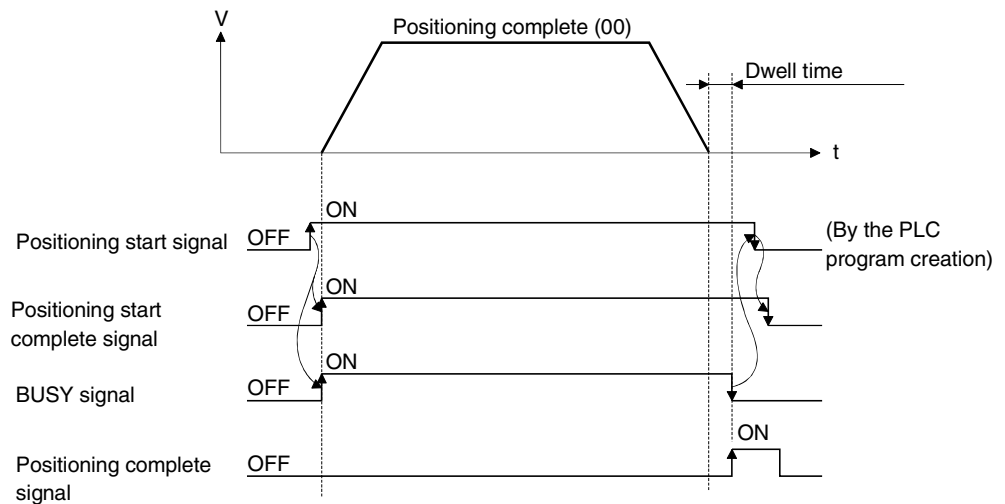 V
Positioning complete (00)
Dwell time
t
ON
Positioning start signal
OFF
(By the PLC
program creation)
ON
Positioning start
complete signal
OFF
ON
BUSY signal
OFF
ON
Positioning complete
signal
OFF